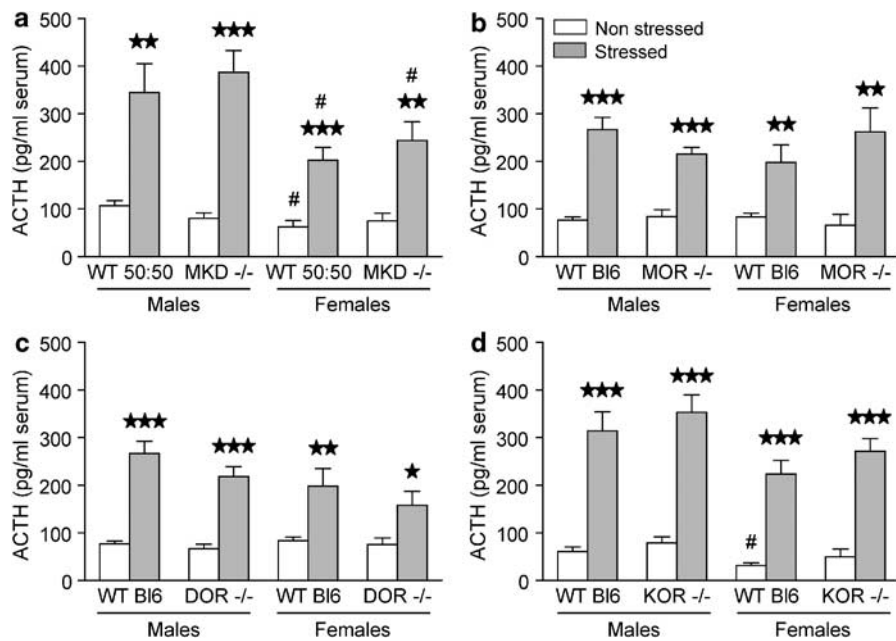 a
500
400
300
200
100
0
ACTH (pg/ml serum)
★★
★★★
#
★★★
#
#
★★
WT 50:50 MKD -/- WT 50:50 MKD -/-
Males Females
b
500
400
300
200
100
0
ACTH (pg/ml serum)
Non stressed
Stressed
★★★
★★★
★★
★★
WT Bl6 MOR -/- WT Bl6 MOR -/-
Males Females
c
500
400
300
200
100
0
ACTH (pg/ml serum)
★★★
★★★
★★
★
WT Bl6 DOR -/- WT Bl6 DOR -/-
Males Females
d
500
400
300
200
100
0
ACTH (pg/ml serum)
★★★
★★★
#
★★★
★★★
WT Bl6 KOR -/- WT Bl6 KOR -/-
Males Females